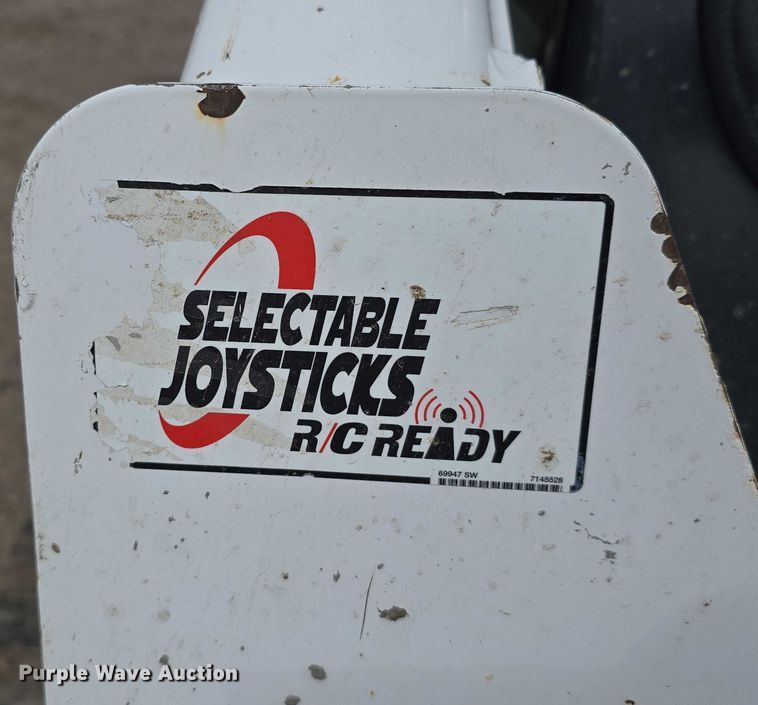 SELECTABLE
JOYSTICKS
R/C READY
69947 SW 7145528
Purple Wave Auction